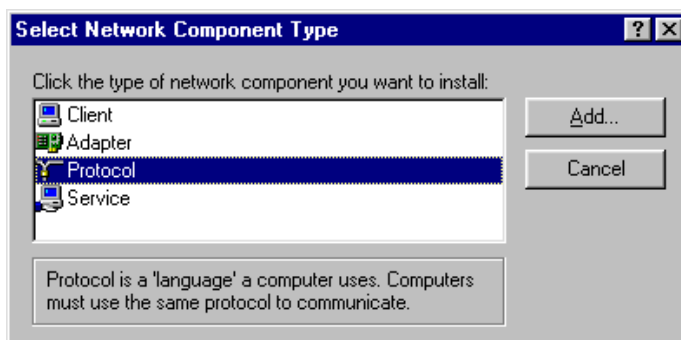 Select Network Component Type
Click the type of network component you want to install:
Client
Adapter
Protocol
Service
Add...
Cancel
Protocol is a 'language' a computer uses. Computers
must use the same protocol to communicate.